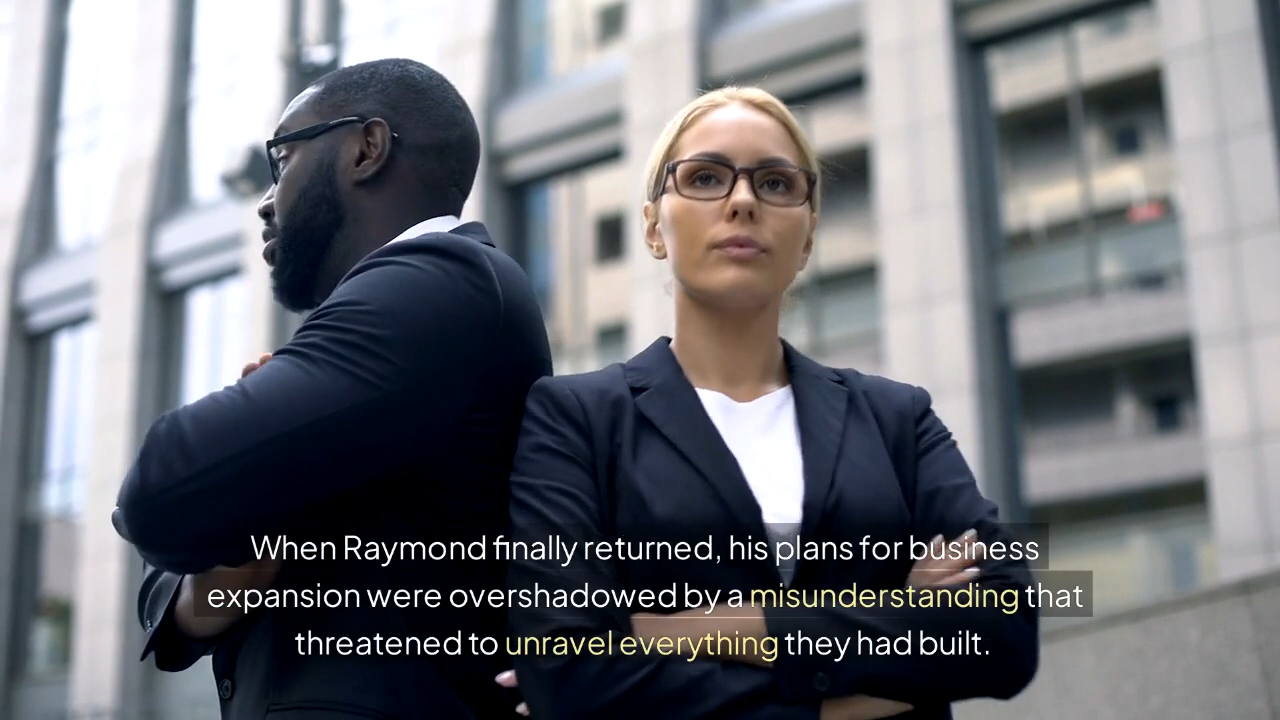 When Raymond finally returned, his plans for business
expansion were overshadowed by a misunderstanding that
threatened to unravel everything they had built.